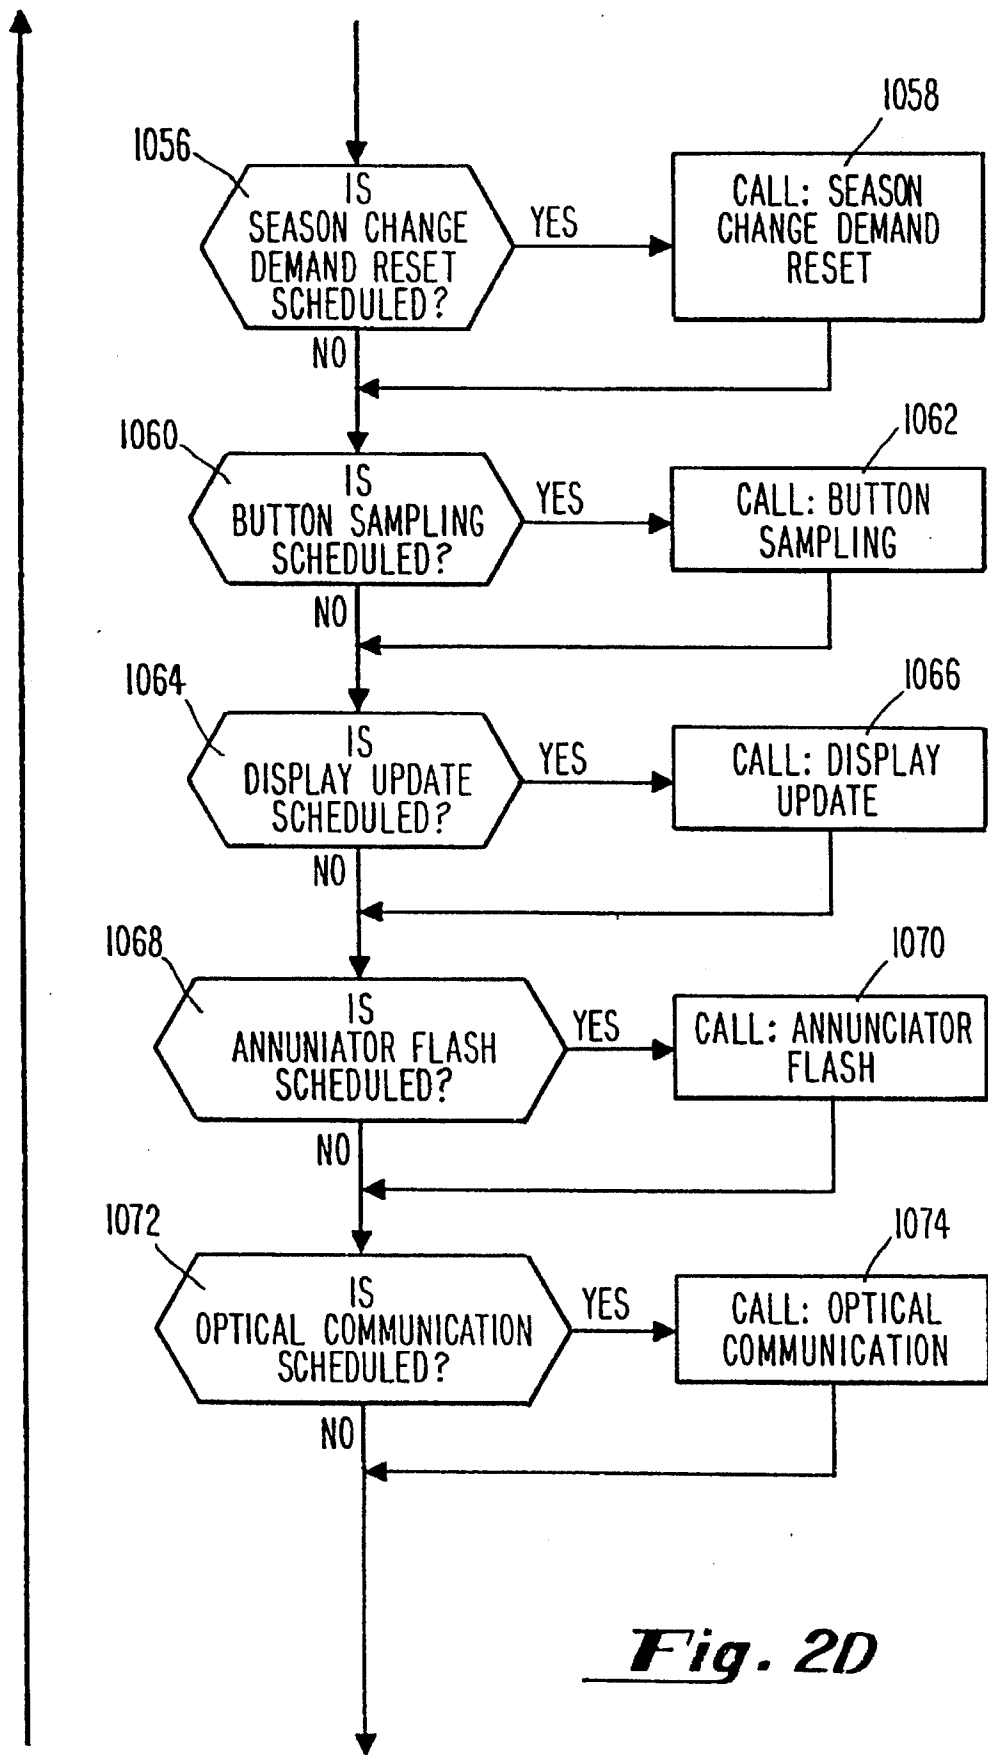 1056
IS
SEASON CHANGE
DEMAND RESET
SCHEDULED?
YES
1058
CALL: SEASON
CHANGE DEMAND
RESET
NO
1060
IS
BUTTON SAMPLING
SCHEDULED?
YES
1062
CALL: BUTTON
SAMPLING
NO
1064
IS
DISPLAY UPDATE
SCHEDULED?
YES
1066
CALL: DISPLAY
UPDATE
NO
1068
IS
ANNUNIATOR FLASH
SCHEDULED?
YES
1070
CALL: ANNUNCIATOR
FLASH
NO
1072
IS
OPTICAL COMMUNICATION
SCHEDULED?
YES
1074
CALL: OPTICAL
COMMUNICATION
NO
Fig. 2D